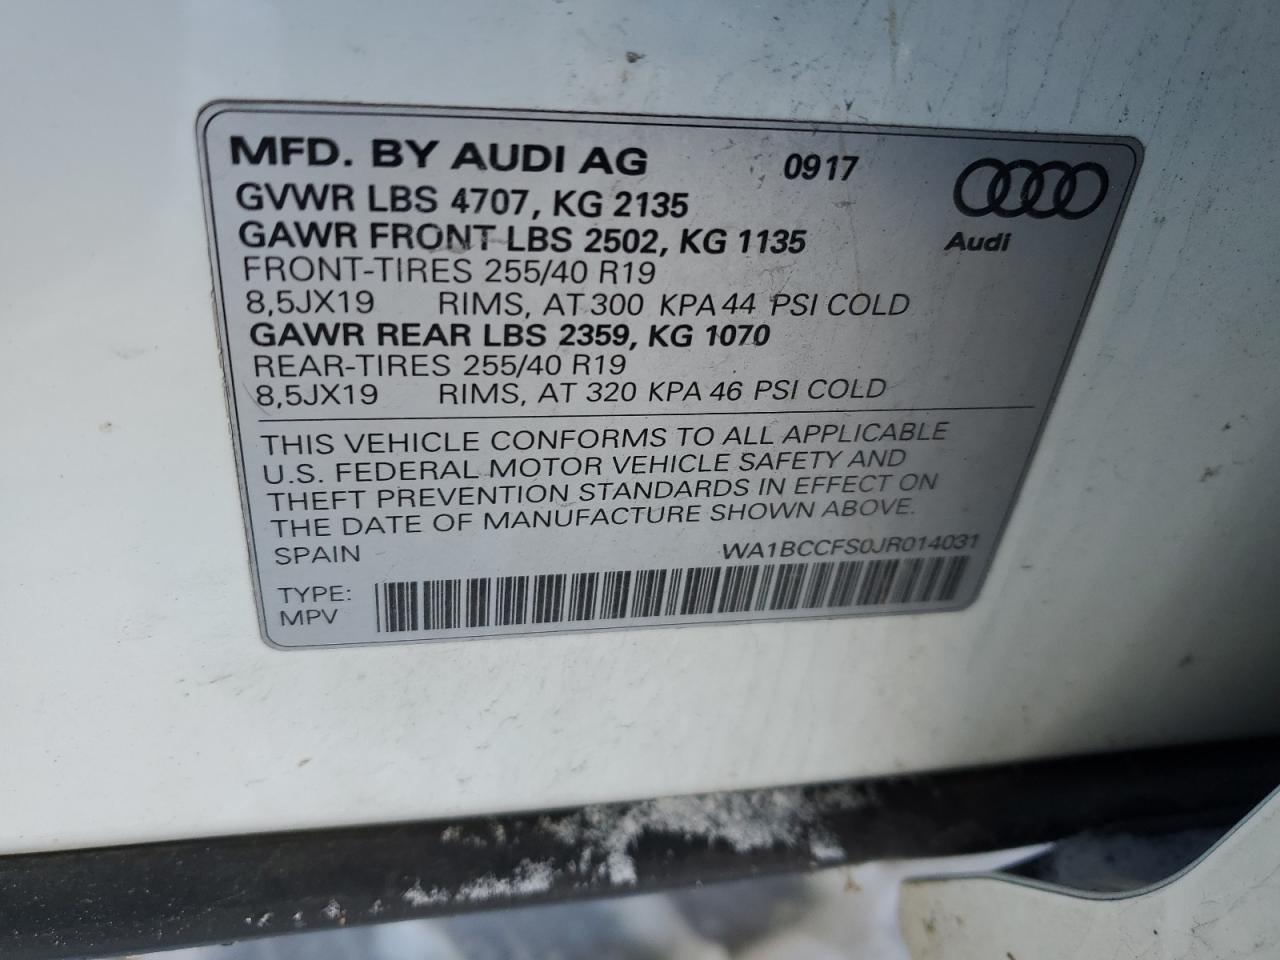 MFD. BY AUDI AG 0917
GVWR LBS 4707, KG 2135
GAWR FRONT LBS 2502, KG 1135
Audi
FRONT-TIRES 255/40 R19
8,5JX19 RIMS, AT 300 KPA 44 PSI COLD
GAWR REAR LBS 2359, KG 1070
REAR-TIRES 255/40 R19
8,5JX19 RIMS, AT 320 KPA 46 PSI COLD
THIS VEHICLE CONFORMS TO ALL APPLICABLE
U.S. FEDERAL MOTOR VEHICLE SAFETY AND
THEFT PREVENTION STANDARDS IN EFFECT ON
THE DATE OF MANUFACTURE SHOWN ABOVE.
SPAIN WA1BCCFS0JR014031
TYPE:
MPV